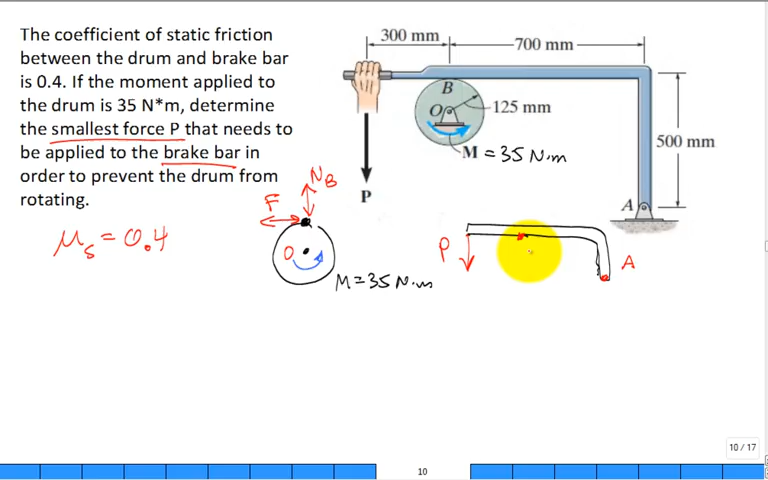 The coefficient of static friction
between the drum and brake bar
is 0.4. If the moment applied to
the drum is 35 N*m, determine
the smallest force P that needs to
be applied to the brake bar in
order to prevent the drum from
rotating.
μs = 0.4
300 mm
700 mm
B
O
125 mm
M = 35 N·m
500 mm
P
A
F
NB
O
M = 35 N·m
P
A
10 / 17
10